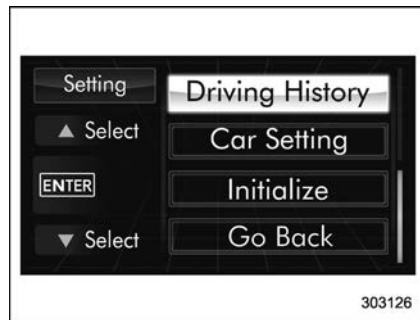 Setting
▲ Select
ENTER
▼ Select
Driving History
Car Setting
Initialize
Go Back
303126